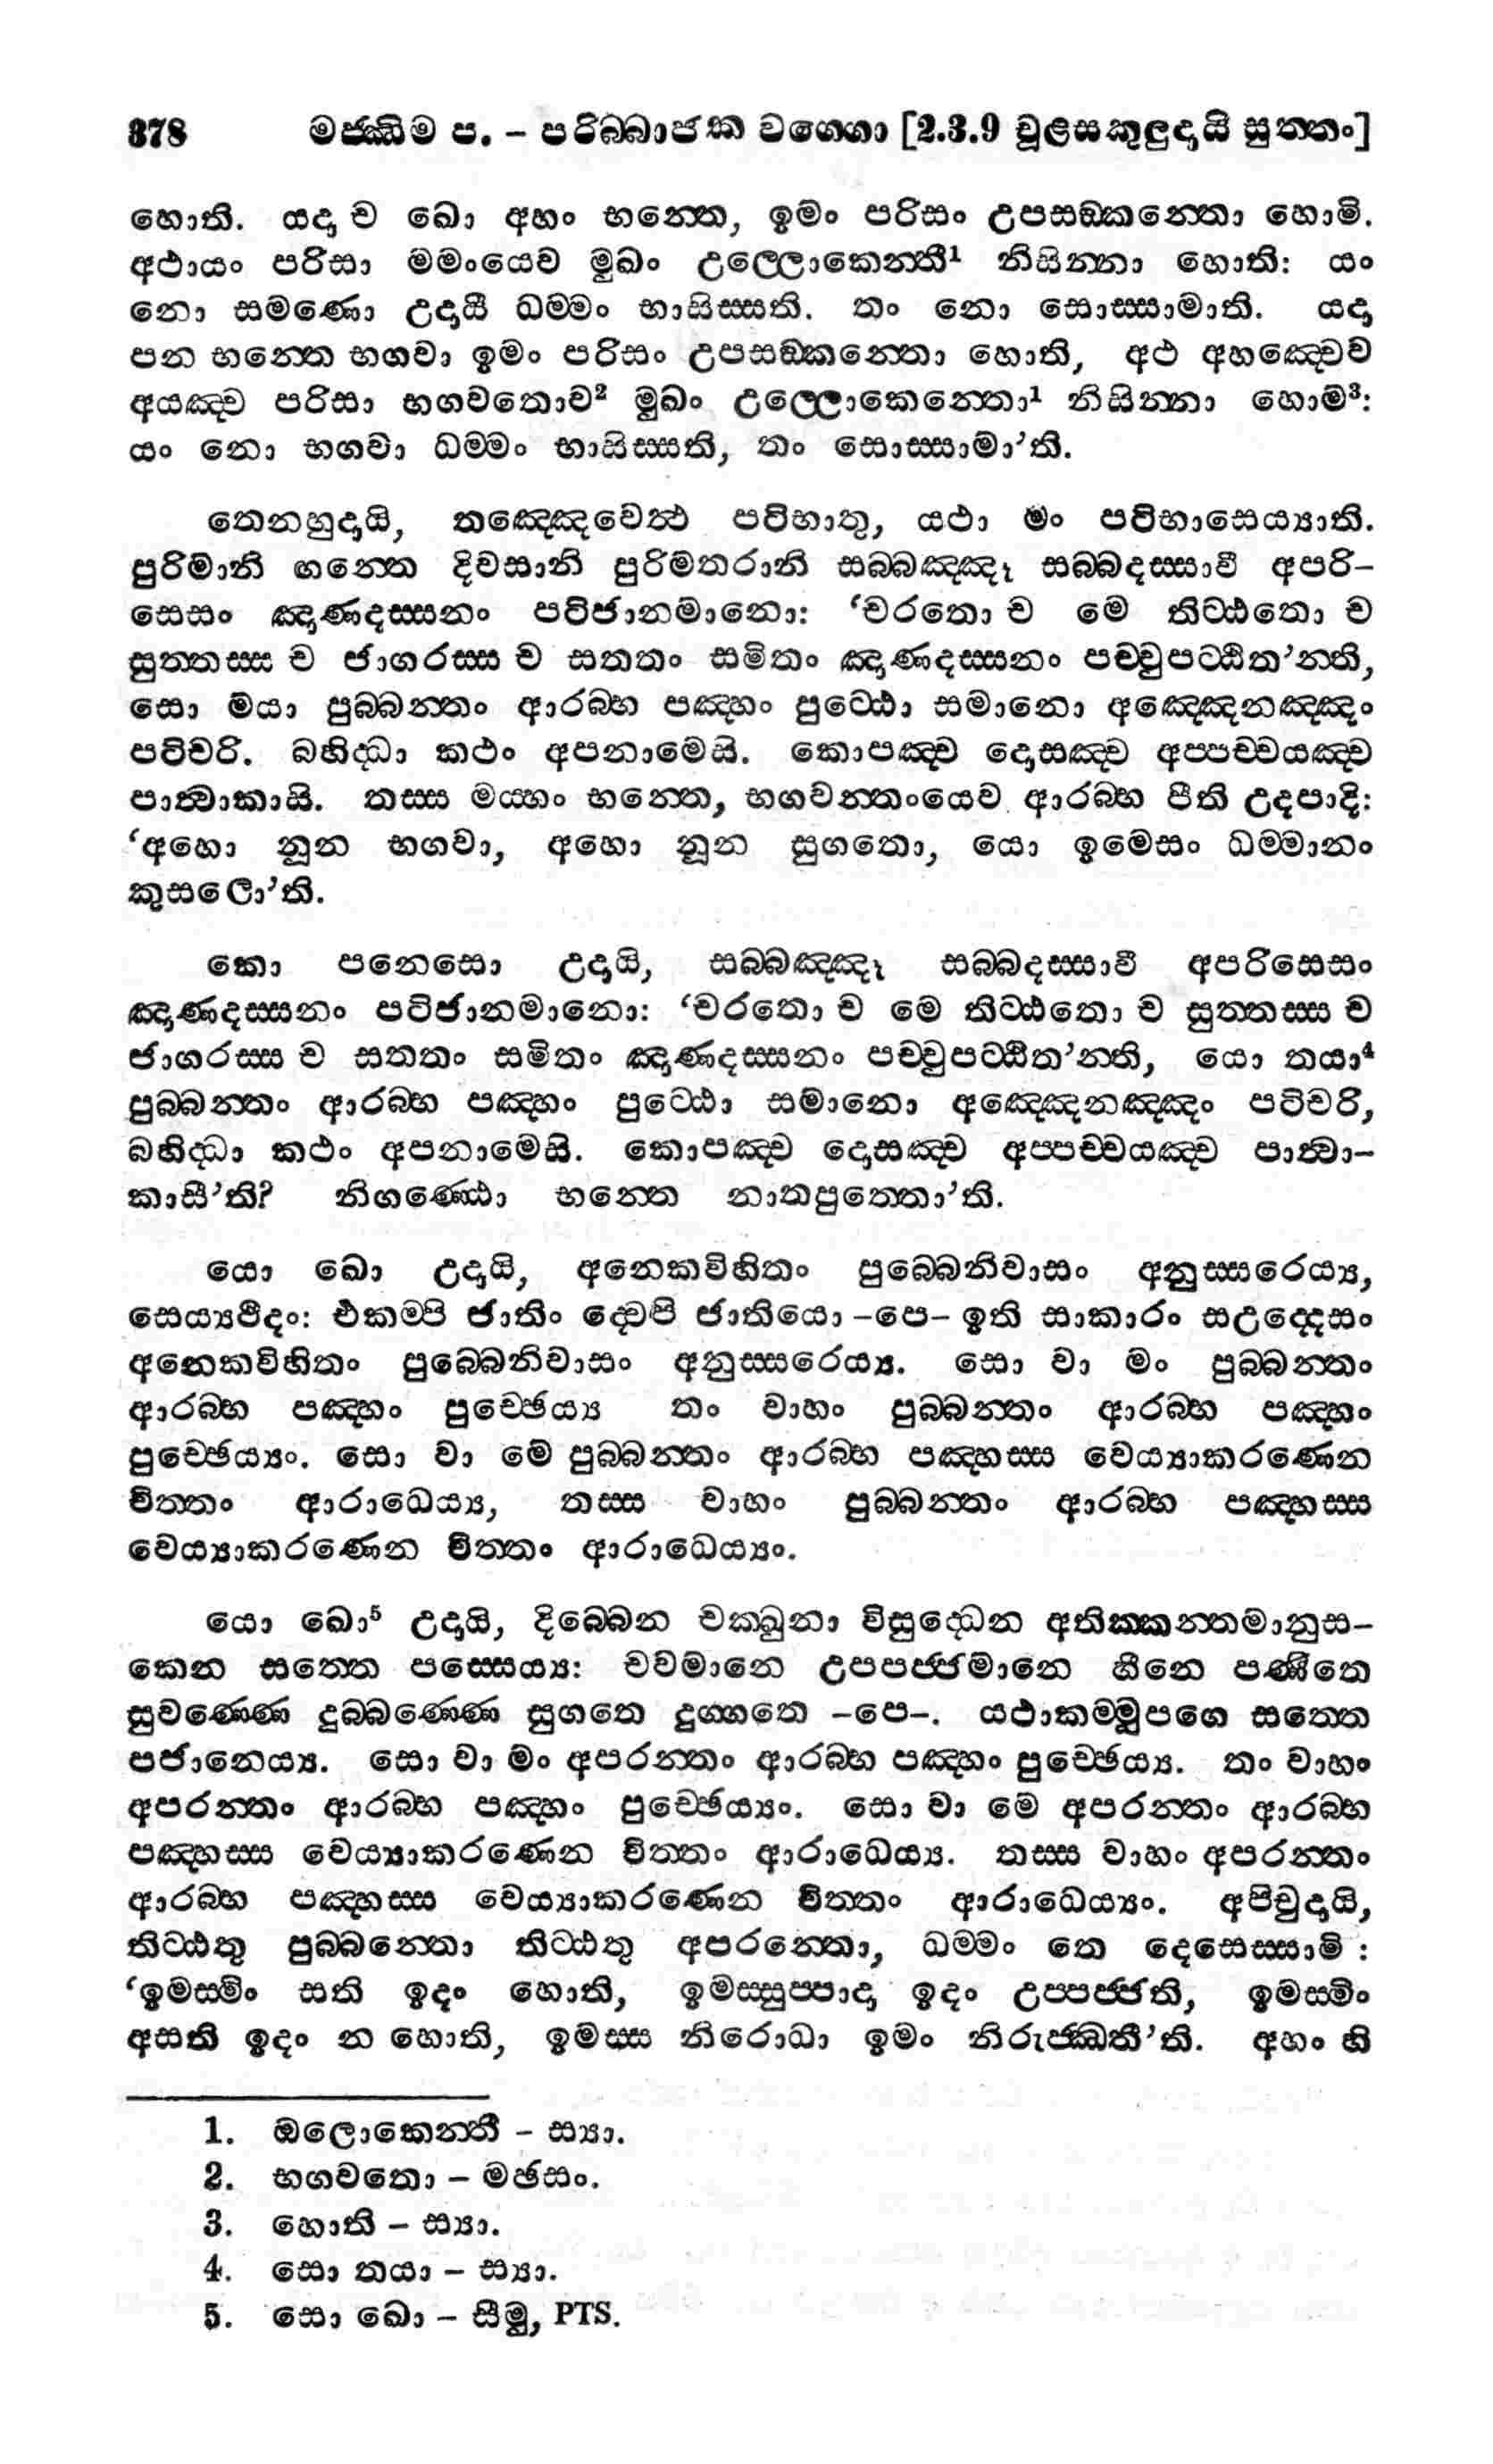 378 මජ්ඣිම ප. – පරිබ්බාජක වග්ගො [2.3.9 චූළසකුලුදායි සුත්තං]
හොති. යදා ච ඛො අහං භන්තෙ, ඉමං පරිසං උපසඞ්කන්තො හොමි.
අථායං පරිසා මමංයෙව මුඛං උල්ලොකෙන්තී¹ නිසින්නා හොති: යං
නො සමණො උදායී ධම්මං භාසිස්සති. තං නො සොස්සාමාති. යදා
පන භන්තෙ භගවා ඉමං පරිසං උපසඞ්කන්තො හොති, අථ අහඤ්චෙව
අයඤ්ච පරිසා භගවතොව² මුඛං උල්ලොකෙන්තො¹ නිසින්නා හොම³:
යං නො භගවා ධම්මං භාසිස්සති, තං සොස්සාමා’ති.
තෙනහුදායි, තඤ්ඤෙවෙත්ථ පටිභාතු, යථා මං පටිභාසෙය්‍යාති.
පුරිමානි භන්තෙ දිවසානි පුරිමතරානි සබ්බඤ්ඤූ සබ්බදස්සාවී අපරි-
සෙසං ඤාණදස්සනං පටිජානමානො: ‘චරතො ච මෙ තිට්ඨතො ච
සුත්තස්ස ච ජාගරස්ස ච සතතං සමිතං ඤාණදස්සනං පච්චුපට්ඨිත’න්ති,
සො මයා පුබ්බන්තං ආරබ්භ පඤ්හං පුට්ඨො සමානො අඤ්ඤෙනඤ්ඤං
පටිචරි. බහිද්ධා කථං අපනාමෙසි. කොපඤ්ච දොසඤ්ච අප්පච්චයඤ්ච
පාත්වාකාසි. තස්ස මය්හං භන්තෙ, භගවන්තංයෙව ආරබ්භ පීති උදපාදි:
‘අහො නූන භගවා, අහො නූන සුගතො, යො ඉමෙසං ධම්මානං
කුසලො’ති.
කො පනෙසො උදායි, සබ්බඤ්ඤූ සබ්බදස්සාවී අපරිසෙසං
ඤාණදස්සනං පටිජානමානො: ‘චරතො ච මෙ තිට්ඨතො ච සුත්තස්ස ච
ජාගරස්ස ච සතතං සමිතං ඤාණදස්සනං පච්චුපට්ඨිත’න්ති, යො තයා⁴
පුබ්බන්තං ආරබ්භ පඤ්හං පුට්ඨො සමානො අඤ්ඤෙනඤ්ඤං පටිචරි,
බහිද්ධා කථං අපනාමෙසි. කොපඤ්ච දොසඤ්ච අප්පච්චයඤ්ච පාත්වා-
කාසී’ති? නිගණ්ඨො භන්තෙ නාතපුත්තො’ති.
යො ඛො උදායි, අනෙකවිහිතං පුබ්බෙනිවාසං අනුස්සරෙය්‍ය,
සෙය්‍යථිදං: එකම්පි ජාතිං ද්වෙපි ජාතියො –පෙ– ඉති සාකාරං සඋද්දෙසං
අනෙකවිහිතං පුබ්බෙනිවාසං අනුස්සරෙය්‍ය. සො වා මං පුබ්බන්තං
ආරබ්භ පඤ්හං පුච්ඡෙය්‍ය තං වාහං පුබ්බන්තං ආරබ්භ පඤ්හං
පුච්ඡෙය්‍යං. සො වා මෙ පුබ්බන්තං ආරබ්භ පඤ්හස්ස වෙය්‍යාකරණෙන
චිත්තං ආරාධෙය්‍ය, තස්ස වාහං පුබ්බන්තං ආරබ්භ පඤ්හස්ස
වෙය්‍යාකරණෙන චිත්තං ආරාධෙය්‍යං.
යො ඛො⁵ උදායි, දිබ්බෙන චක්ඛුනා විසුද්ධෙන අතික්කන්තමානුස-
කෙන සත්තෙ පස්සෙය්‍ය: චවමානෙ උපපජ්ජමානෙ හීනෙ පණීතෙ
සුවණ්ණෙ දුබ්බණ්ණෙ සුගතෙ දුග්ගතෙ –පෙ–. යථාකම්මූපගෙ සත්තෙ
පජානෙය්‍ය. සො වා මං අපරන්තං ආරබ්භ පඤ්හං පුච්ඡෙය්‍ය. තං වාහං
අපරන්තං ආරබ්භ පඤ්හං පුච්ඡෙය්‍යං. සො වා මෙ අපරන්තං ආරබ්භ
පඤ්හස්ස වෙය්‍යාකරණෙන චිත්තං ආරාධෙය්‍ය. තස්ස වාහං අපරන්තං
ආරබ්භ පඤ්හස්ස වෙය්‍යාකරණෙන චිත්තං ආරාධෙය්‍යං. අපිචුදායි,
තිට්ඨතු පුබ්බන්තො තිට්ඨතු අපරන්තො, ධම්මං තෙ දෙසෙස්සාමි :
‘ඉමස්මිං සති ඉදං හොති, ඉමස්සුප්පාදා ඉදං උප්පජ්ජති, ඉමස්මිං
අසති ඉදං න හොති, ඉමස්ස නිරොධා ඉමං නිරුජ්ඣතී’ති. අහං හි
1. ඔලොකෙන්තී – ස්‍යා.
2. භගවතො – මඡසං.
3. හොති – ස්‍යා.
4. සො තයා – ස්‍යා.
5. සො ඛො – සීමු, PTS.